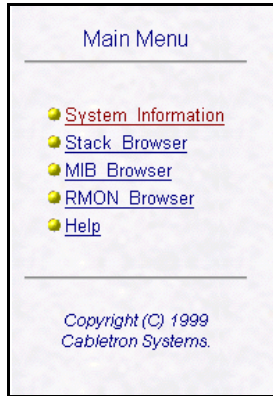 Main Menu
System Information
Stack Browser
MIB Browser
RMON Browser
Help
Copyright (C) 1999
Cabletron Systems.